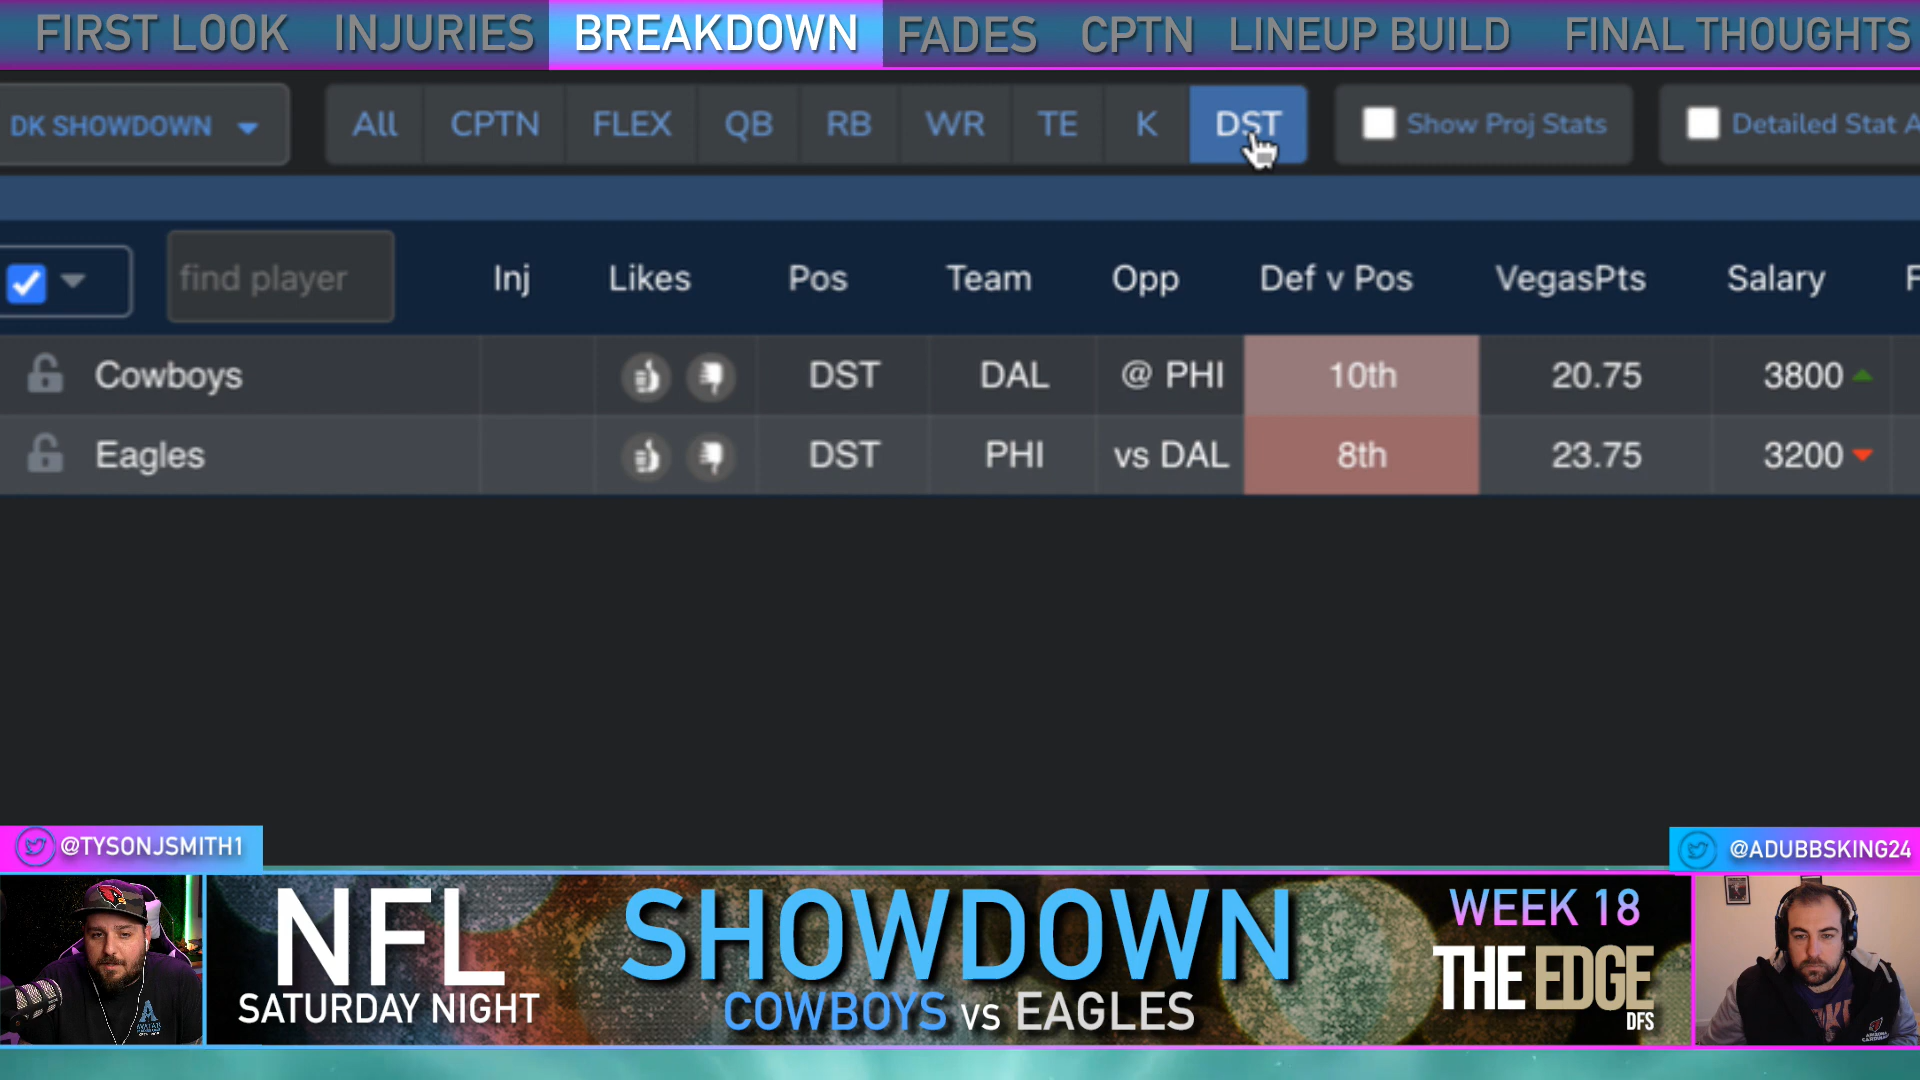 FIRST LOOK INJURIES BREAKDOWN FADES CPTN LINEUP BUILD FINAL THOUGHTS
DK SHOWDOWN All CPTN FLEX QB RB WR TE K DST Show Proj Stats Detailed Stat A
find player Inj Likes Pos Team Opp Def v Pos VegasPts Salary F
Cowboys DST DAL @ PHI 10th 20.75 3800
Eagles DST PHI vs DAL 8th 23.75 3200
@TYSONJSMITH1
@ADUBBSKING24
NFL
SATURDAY NIGHT
SHOWDOWN
COWBOYS vs EAGLES
WEEK 18
THE EDGE
DFS